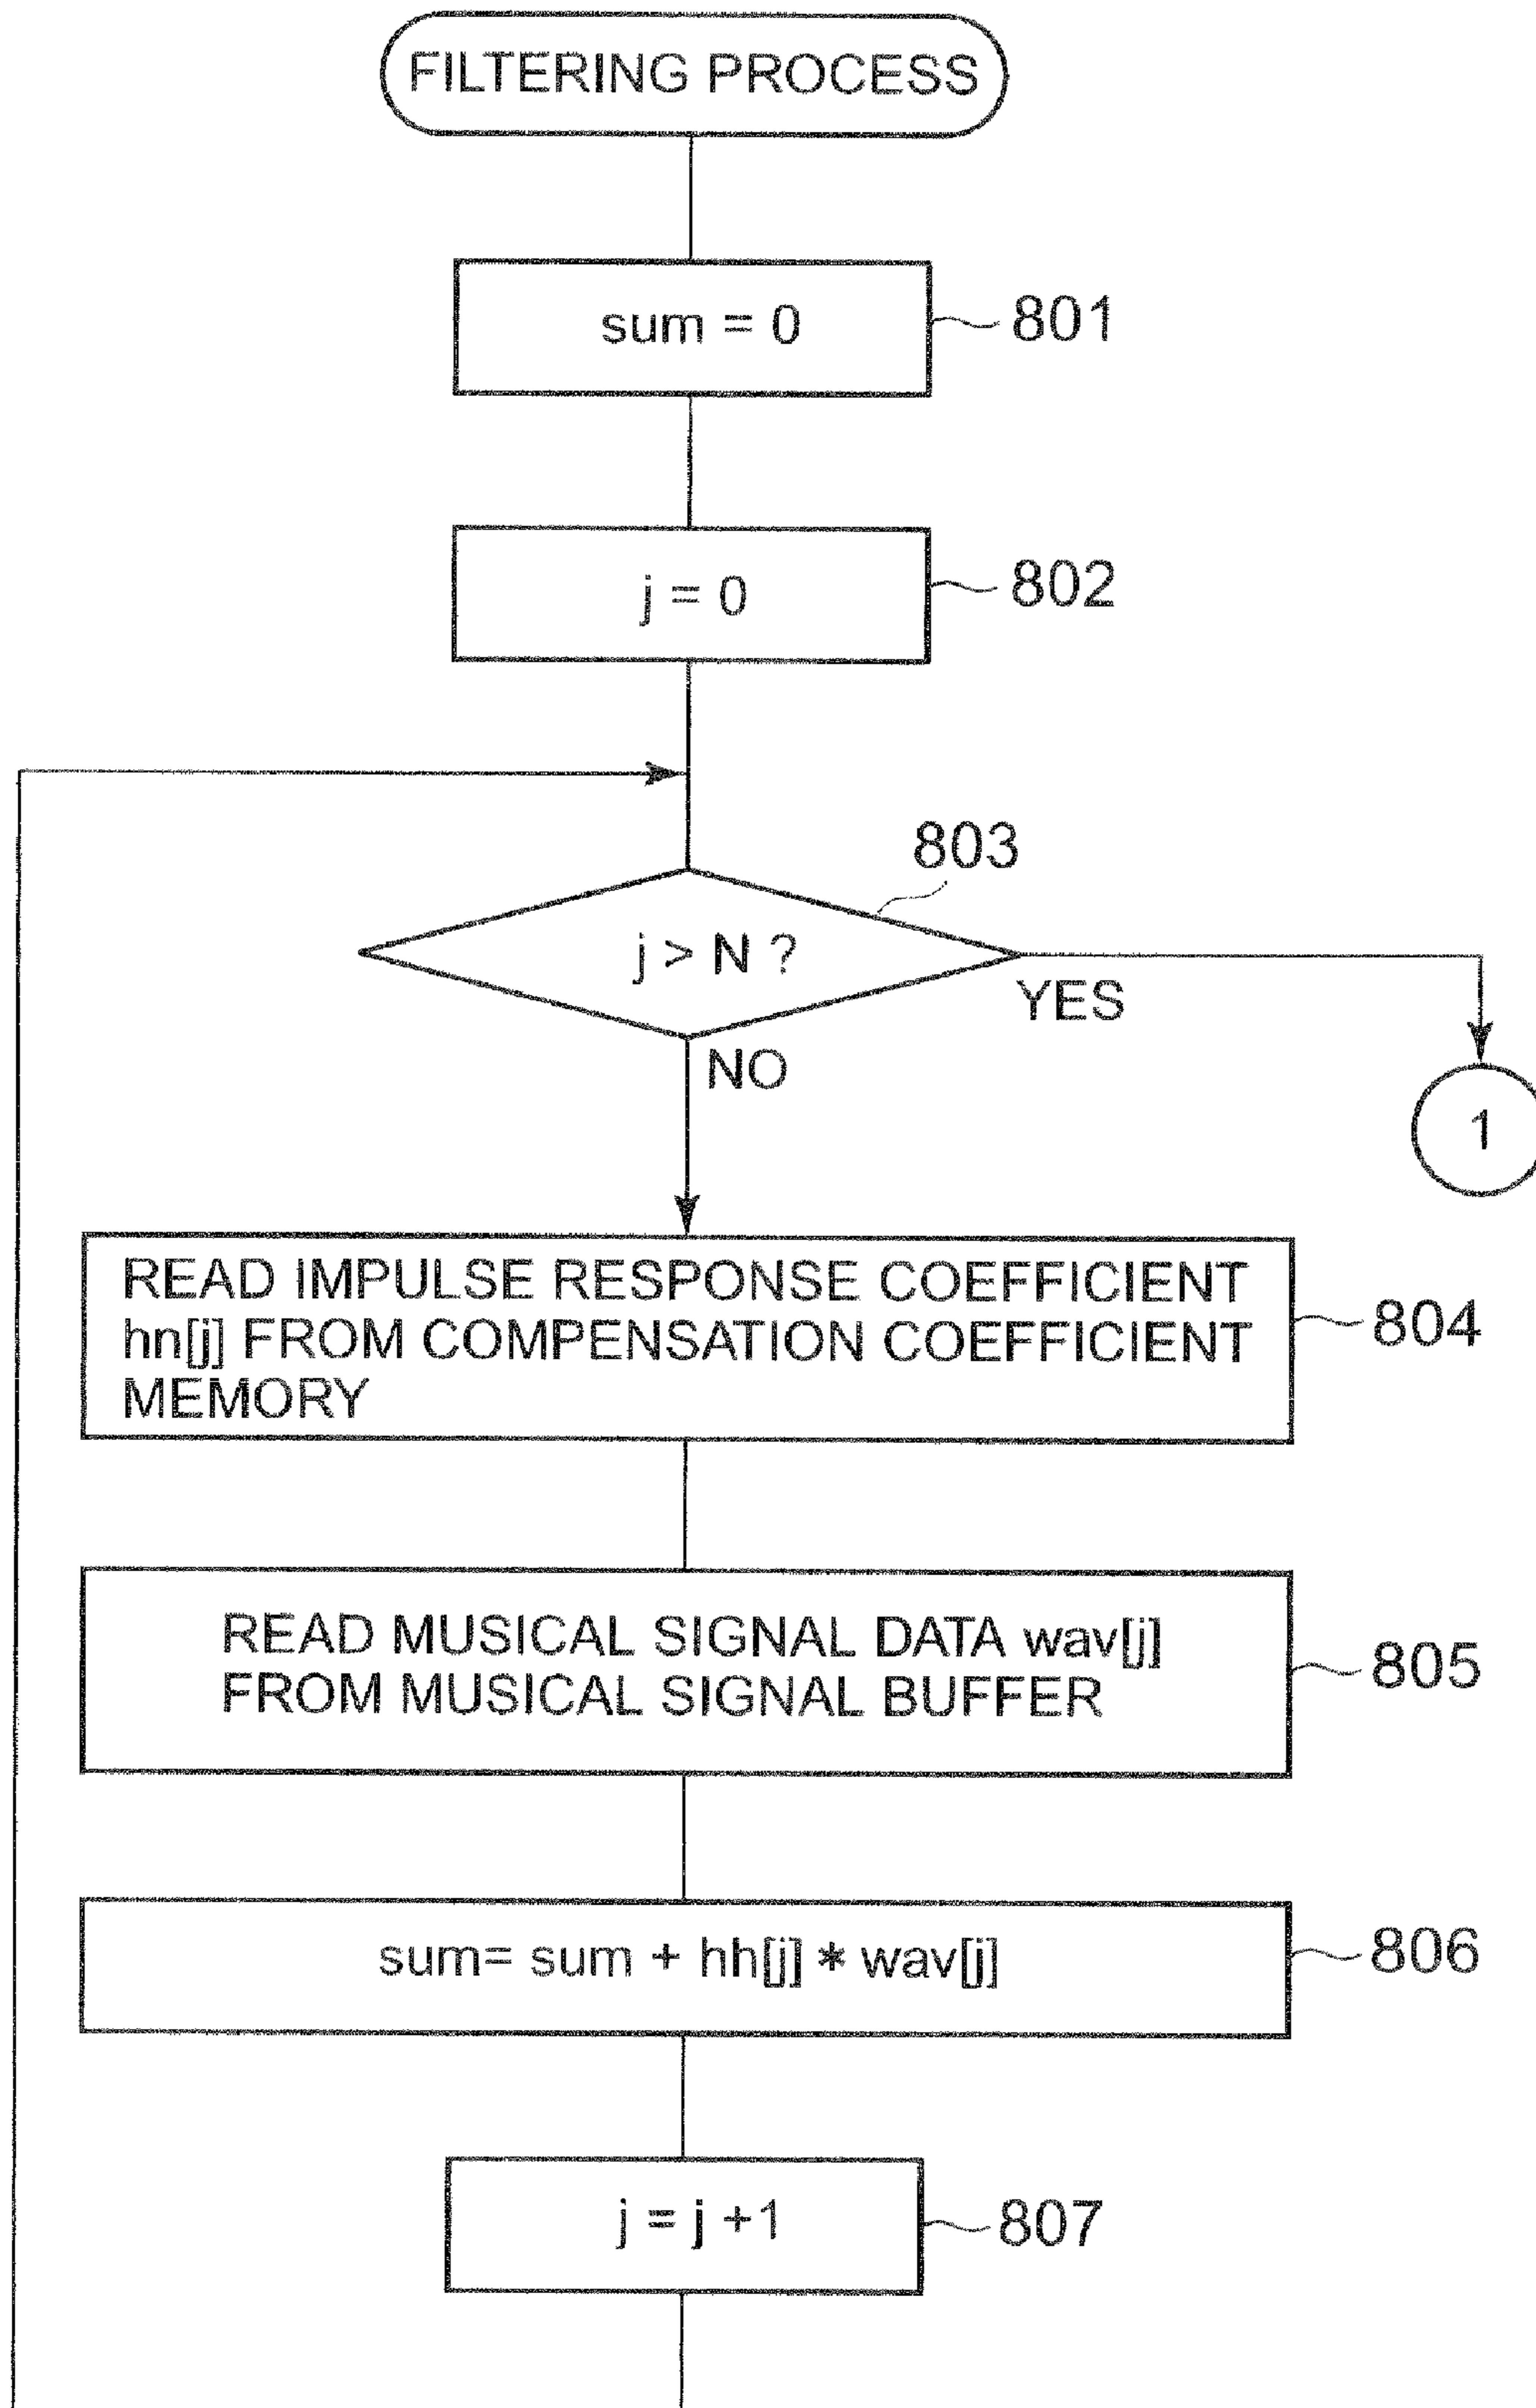 FILTERING PROCESS
sum = 0
801
j = 0
802
803
j > N ?
YES
NO
1
READ IMPULSE RESPONSE COEFFICIENT
hn[j] FROM COMPENSATION COEFFICIENT
MEMORY
804
READ MUSICAL SIGNAL DATA wav[j]
FROM MUSICAL SIGNAL BUFFER
805
sum= sum + hh[j] * wav[j]
806
j = j +1
807